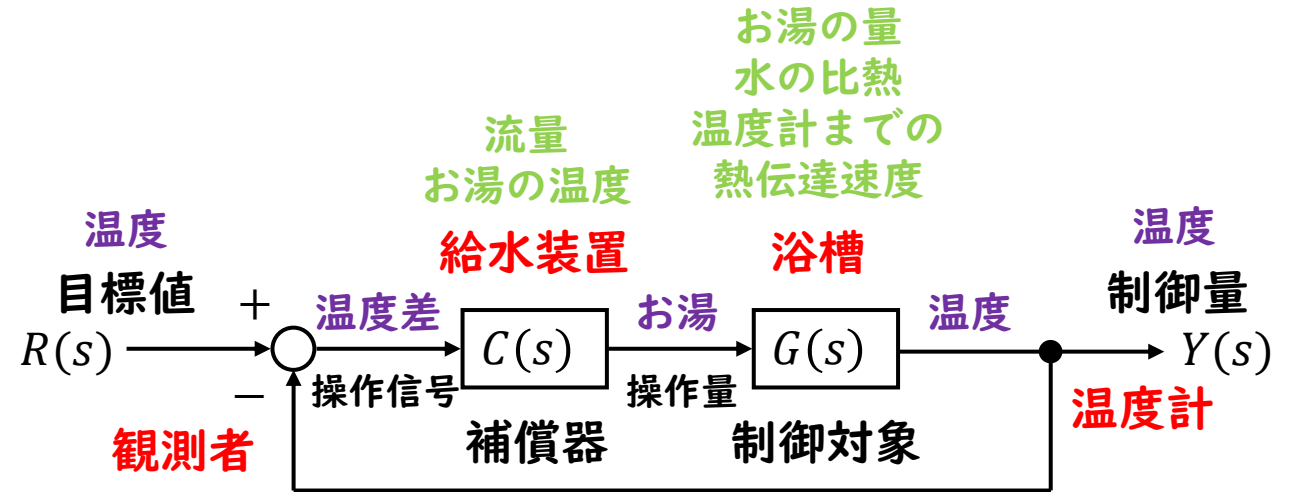 お湯の量
水の比熱
温度計までの
熱伝達速度
流量
お湯の温度
温度
目標値
R(s)
+
−
観測者
温度差
操作信号
給水装置
C(s)
補償器
お湯
操作量
浴槽
G(s)
制御対象
温度
温度
制御量
Y(s)
温度計